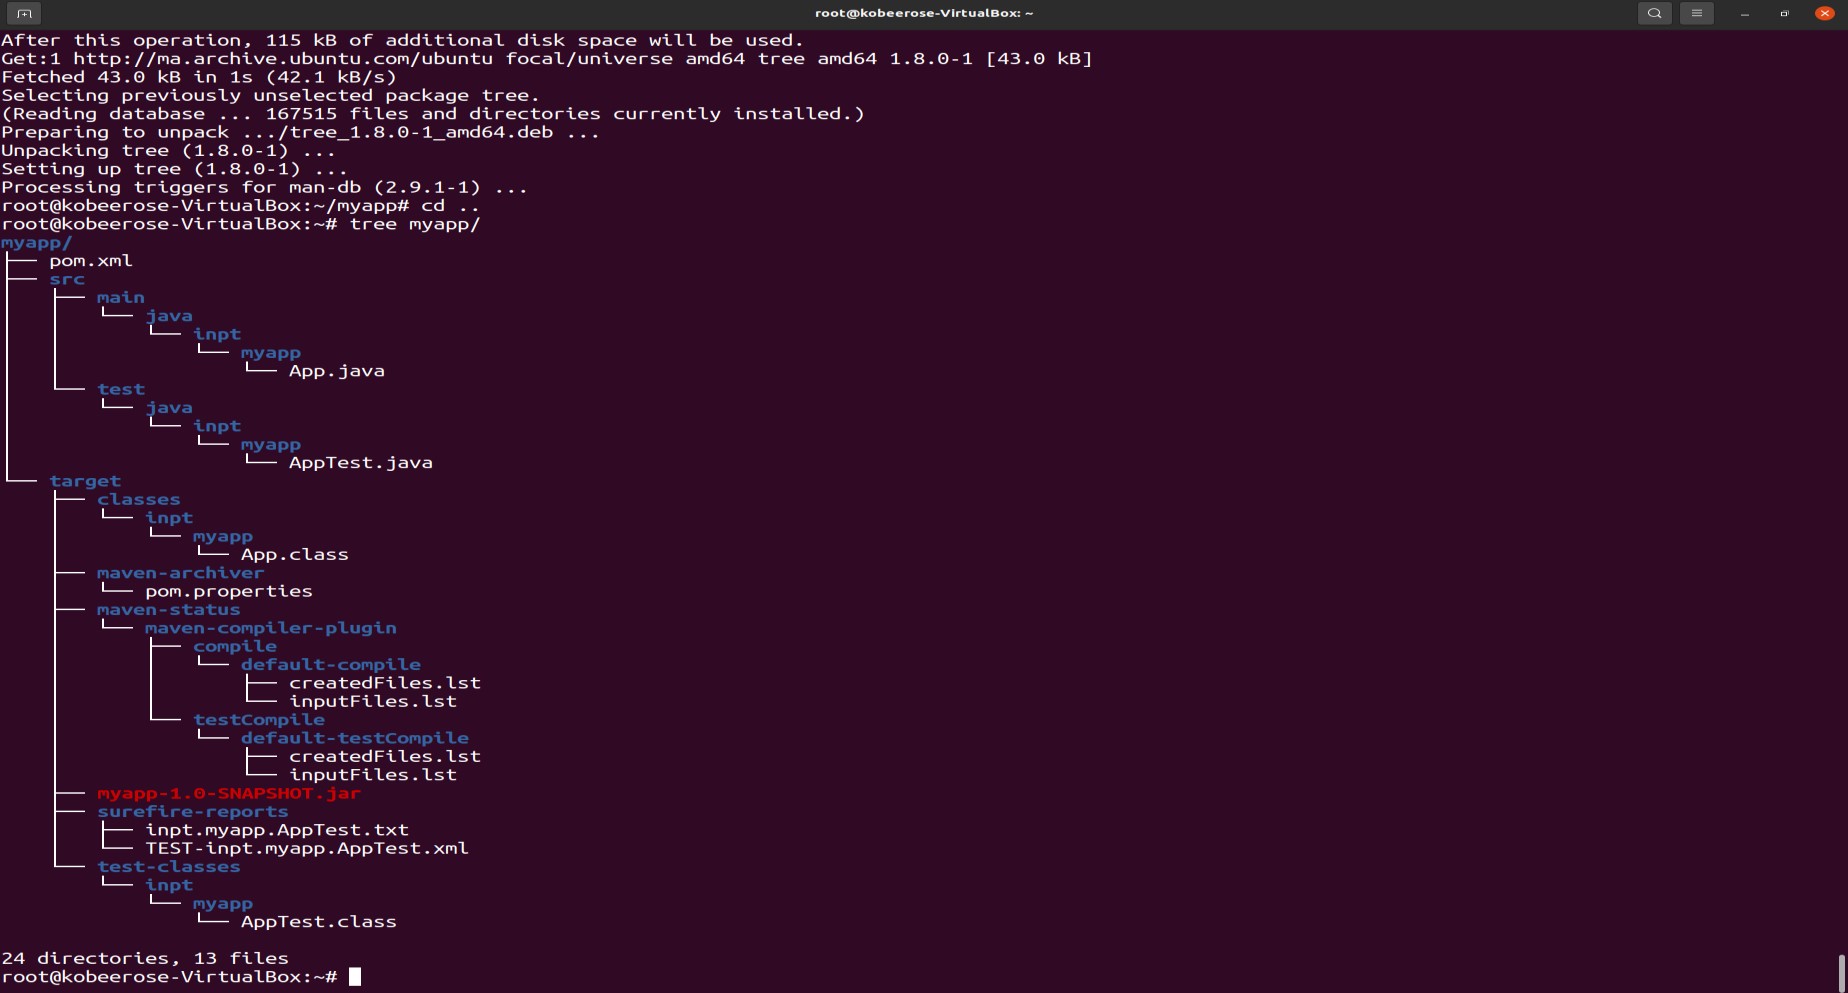 root@kobeerose-VirtualBox: ~
After this operation, 115 kB of additional disk space will be used.
Get:1 http://ma.archive.ubuntu.com/ubuntu focal/universe amd64 tree amd64 1.8.0-1 [43.0 kB]
Fetched 43.0 kB in 1s (42.1 kB/s)
Selecting previously unselected package tree.
(Reading database ... 167515 files and directories currently installed.)
Preparing to unpack .../tree_1.8.0-1_amd64.deb ...
Unpacking tree (1.8.0-1) ...
Setting up tree (1.8.0-1) ...
Processing triggers for man-db (2.9.1-1) ...
root@kobeerose-VirtualBox:~/myapp# cd ..
root@kobeerose-VirtualBox:~# tree myapp/
myapp/
├── pom.xml
├── src
│   ├── main
│   │   └── java
│   │       └── inpt
│   │           └── myapp
│   │               └── App.java
│   └── test
│       └── java
│           └── inpt
│               └── myapp
│                   └── AppTest.java
└── target
    ├── classes
    │   └── inpt
    │       └── myapp
    │           └── App.class
    ├── maven-archiver
    │   └── pom.properties
    ├── maven-status
    │   └── maven-compiler-plugin
    │       ├── compile
    │       │   └── default-compile
    │       │       ├── createdFiles.lst
    │       │       └── inputFiles.lst
    │       └── testCompile
    │           └── default-testCompile
    │               ├── createdFiles.lst
    │               └── inputFiles.lst
    ├── myapp-1.0-SNAPSHOT.jar
    ├── surefire-reports
    │   ├── inpt.myapp.AppTest.txt
    │   └── TEST-inpt.myapp.AppTest.xml
    └── test-classes
        └── inpt
            └── myapp
                └── AppTest.class

24 directories, 13 files
root@kobeerose-VirtualBox:~#